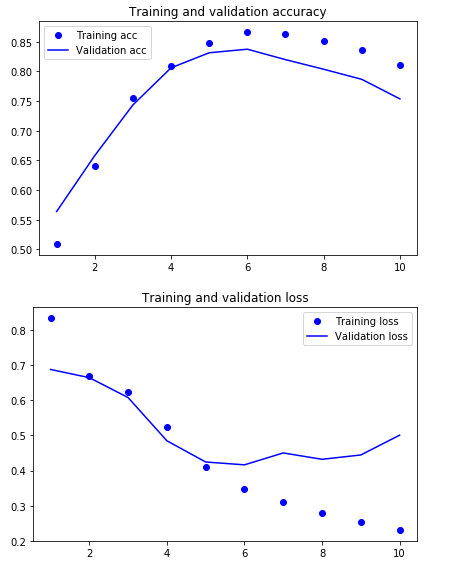 Training and validation accuracy
Training acc
Validation acc
0.85
0.80
0.75
0.70
0.65
0.60
0.55
0.50
2 4 6 8 10
Training and validation loss
Training loss
Validation loss
0.8
0.7
0.6
0.5
0.4
0.3
0.2
2 4 6 8 10